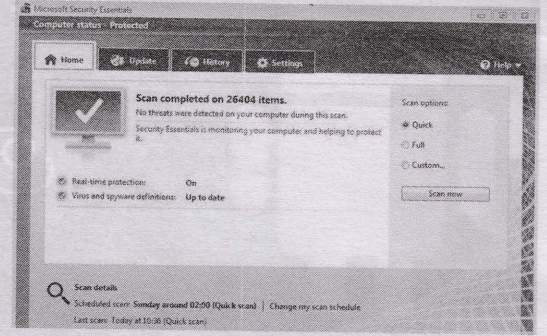 Microsoft Security Essentials
Computer status - Protected
Home
Update
History
Settings
Help
Scan completed on 26404 items.
No threats were detected on your computer during this scan.
Security Essentials is monitoring your computer and helping to protect
it.
Real-time protection: On
Virus and spyware definitions: Up to date
Scan options:
Quick
Full
Custom...
Scan now
Scan details
Scheduled scan: Sunday around 02:00 (Quick scan) | Change my scan schedule
Last scan: Today at 10:36 (Quick scan)